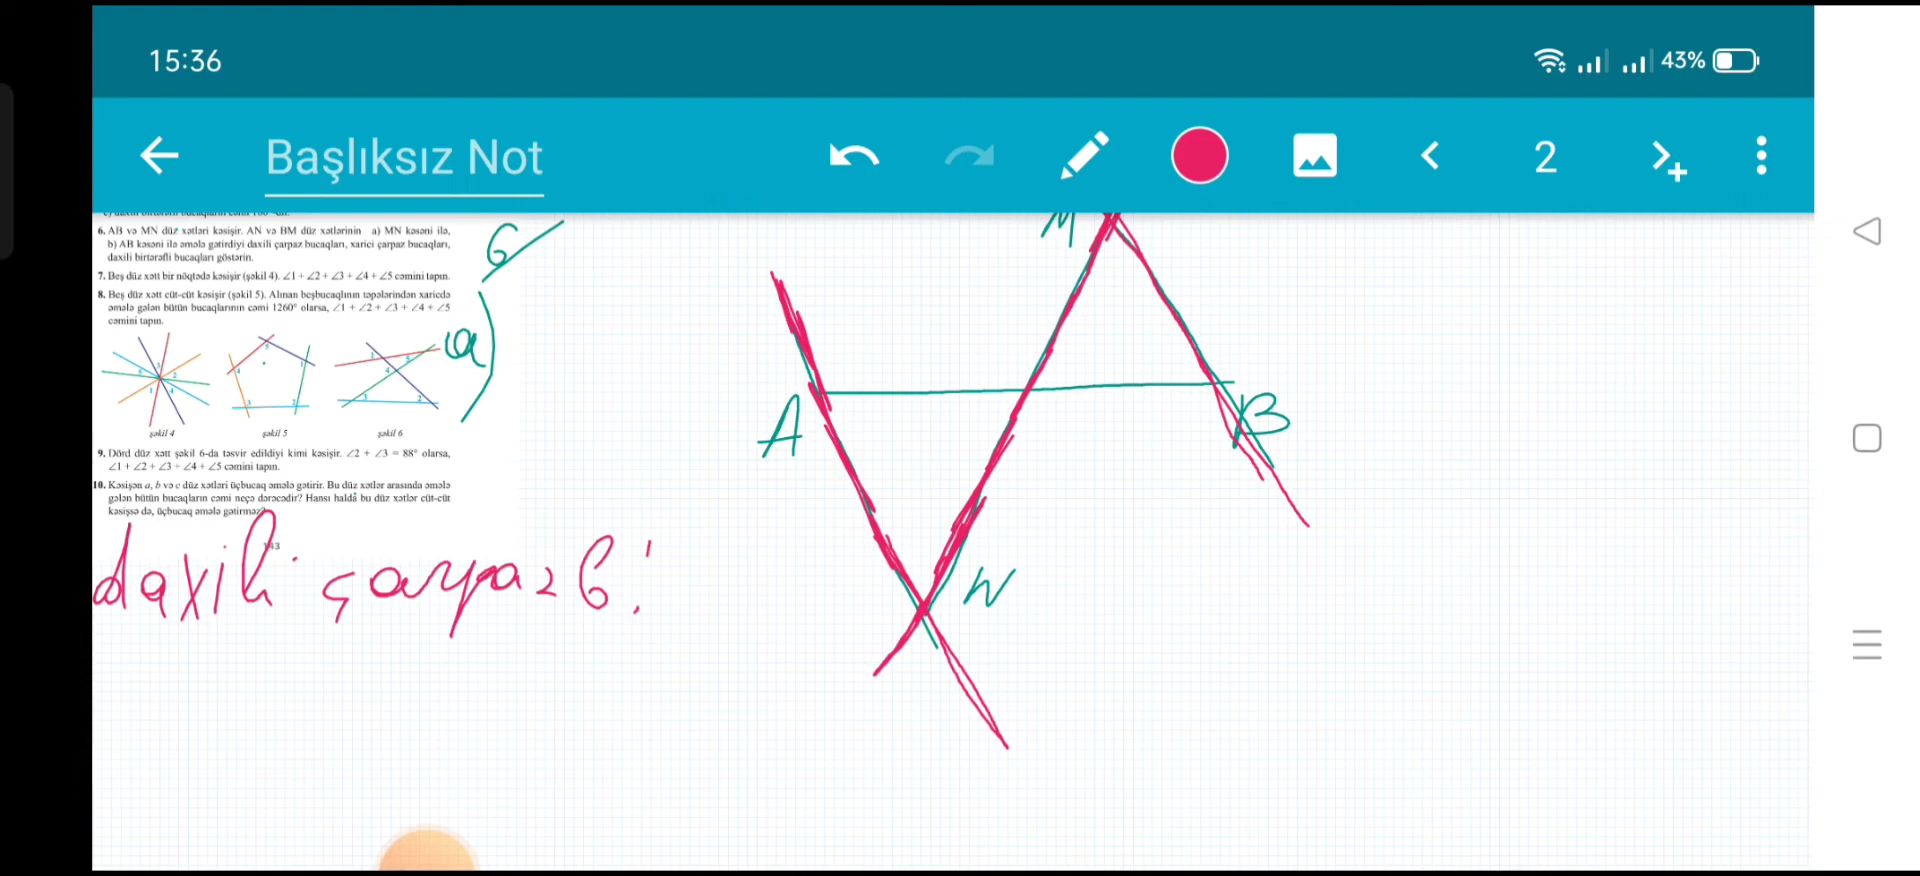 15:36
43%
Başlıksız Not
2
6. AB və MN düz xətləri kəsişir. AN və BM düz xətlərinin a) MN kəsəni ilə,
b) AB kəsəni ilə əmələ gətirdiyi daxili çarpaz bucaqları, xarici çarpaz bucaqları,
daxili birtərəfli bucaqları göstərin.
7. Beş düz xətt bir nöqtədə kəsişir (şəkil 4). ∠1 + ∠2 + ∠3 + ∠4 + ∠5 cəmini tapın.
8. Beş düz xətt cüt-cüt kəsişir (şəkil 5). Alınan beşbucaqlının təpələrindən xaricdə
əmələ gələn bütün bucaqlarının cəmi 1260° olarsa, ∠1 + ∠2 + ∠3 + ∠4 + ∠5
cəmini tapın.
şəkil 4
şəkil 5
şəkil 6
9. Dörd düz xətt şəkil 6-da təsvir edildiyi kimi kəsişir. ∠2 + ∠3 = 88° olarsa,
∠1 + ∠2 + ∠3 + ∠4 + ∠5 cəmini tapın.
10. Kəsişən a, b və c düz xətləri üçbucaq əmələ gətirir. Bu düz xətlər arasında əmələ
gələn bütün bucaqların cəmi neçə dərəcədir? Hansı halda bu düz xətlər cüt-cüt
kəsişsə də, üçbucaq əmələ gətirməz?
6
a)
M
A
B
N
daxili çarpaz b: